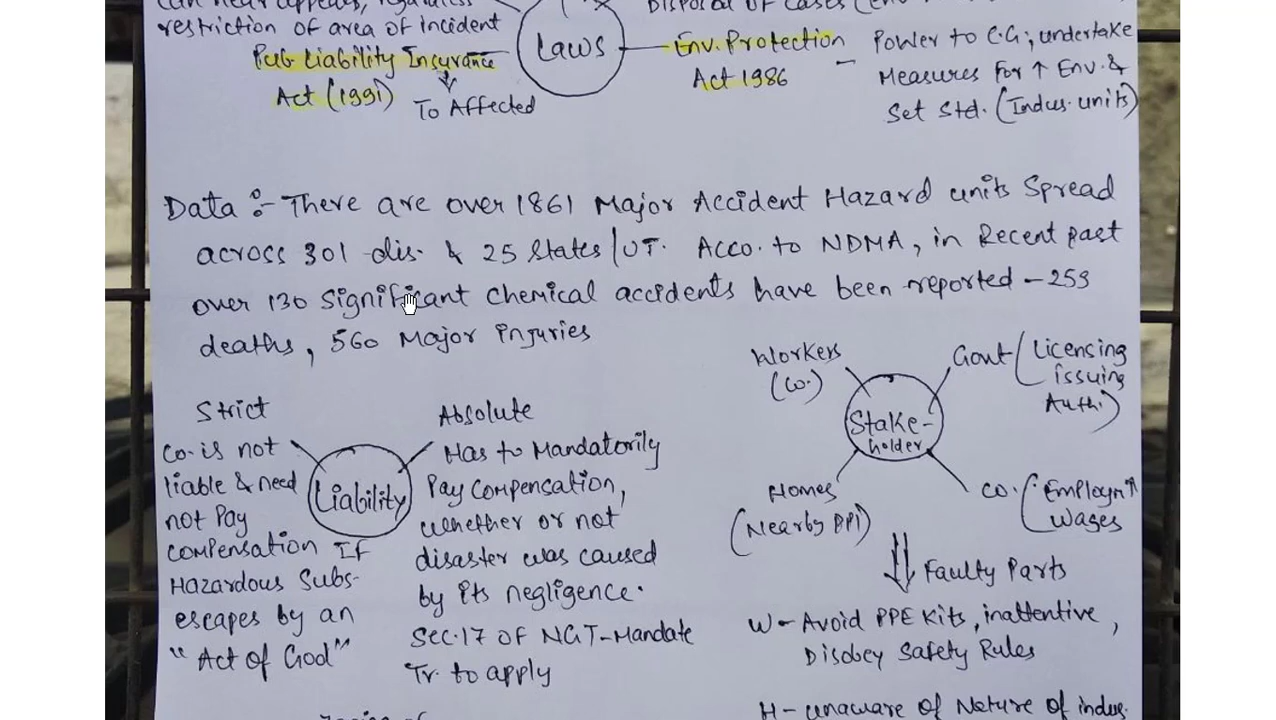 restriction of area of incident
Pub Liability Insurance
Act (1991)
To Affected
Laws
Env. Protection
Act 1986
Disposal of cases
Power to C.G; undertake
Measures For ↑ Env. &
Set Std. (Indus. units)
Data :- There are over 1861 Major Accident Hazard units Spread
across 301 dis. & 25 States/UT. Acco. to NDMA, in Recent past
over 130 significant chemical accidents have been reported - 253
deaths, 560 Major injuries
Strict
Co. is not
liable & need
not Pay
compensation If
Hazardous Subs-
escapes by an
"Act of God"
Liability
Absolute
Has to Mandatorily
Pay compensation,
whether or not
disaster was caused
by its negligence.
Sec.17 OF NGT-Mandate
Tr. to apply
Workers
(Co.)
Govt (Licensing
issuing
Auth.)
Stake-
holder
Homes
(Nearby PPl)
CO. (Employnt
wages)
Faulty Parts
W - Avoid PPE Kits, inattentive,
Disobey Safety Rules
H - unaware of Nature of indus.